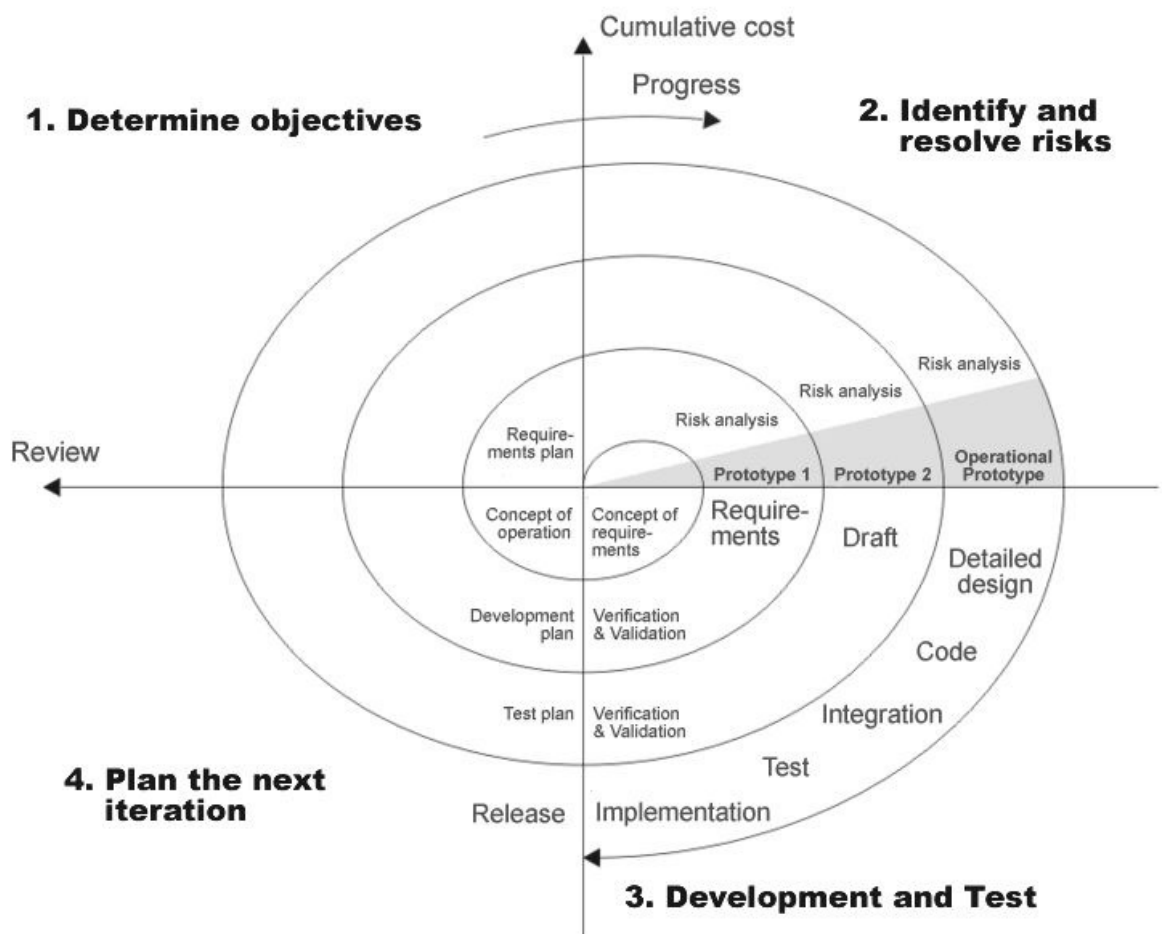 Cumulative cost
Progress
1. Determine objectives
2. Identify and
resolve risks
Risk analysis
Risk analysis
Risk analysis
Review
Require-
ments plan
Prototype 1
Prototype 2
Operational
Prototype
Concept of
operation
Concept of
require-
ments
Require-
ments
Draft
Detailed
design
Development
plan
Verification
& Validation
Code
Test plan
Verification
& Validation
Integration
Test
4. Plan the next
iteration
Release
Implementation
3. Development and Test